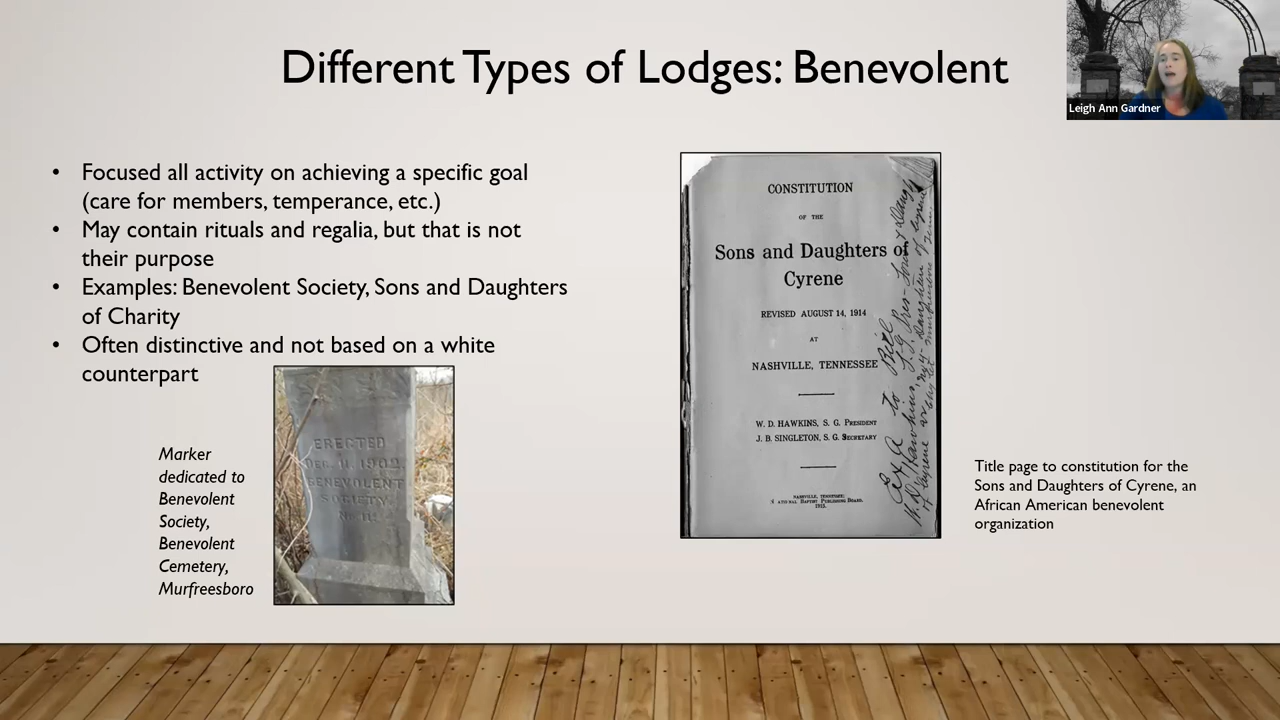 Different Types of Lodges: Benevolent
Leigh Ann Gardner
• Focused all activity on achieving a specific goal
(care for members, temperance, etc.)
• May contain rituals and regalia, but that is not
their purpose
• Examples: Benevolent Society, Sons and Daughters
of Charity
• Often distinctive and not based on a white
counterpart
Marker
dedicated to
Benevolent
Society,
Benevolent
Cemetery,
Murfreesboro
ERECTED
DEC. 11, 1902.
BENEVOLENT
SOCIETY
CONSTITUTION
OF THE
Sons and Daughters of
Cyrene
REVISED AUGUST 14, 1914
AT
NASHVILLE, TENNESSEE
W. D. HAWKINS, S. G. PRESIDENT
J. B. SINGLETON, S. G. SECRETARY
NASHVILLE, TENNESSEE:
NATIONAL BAPTIST PUBLISHING BOARD.
1915.
Title page to constitution for the
Sons and Daughters of Cyrene, an
African American benevolent
organization